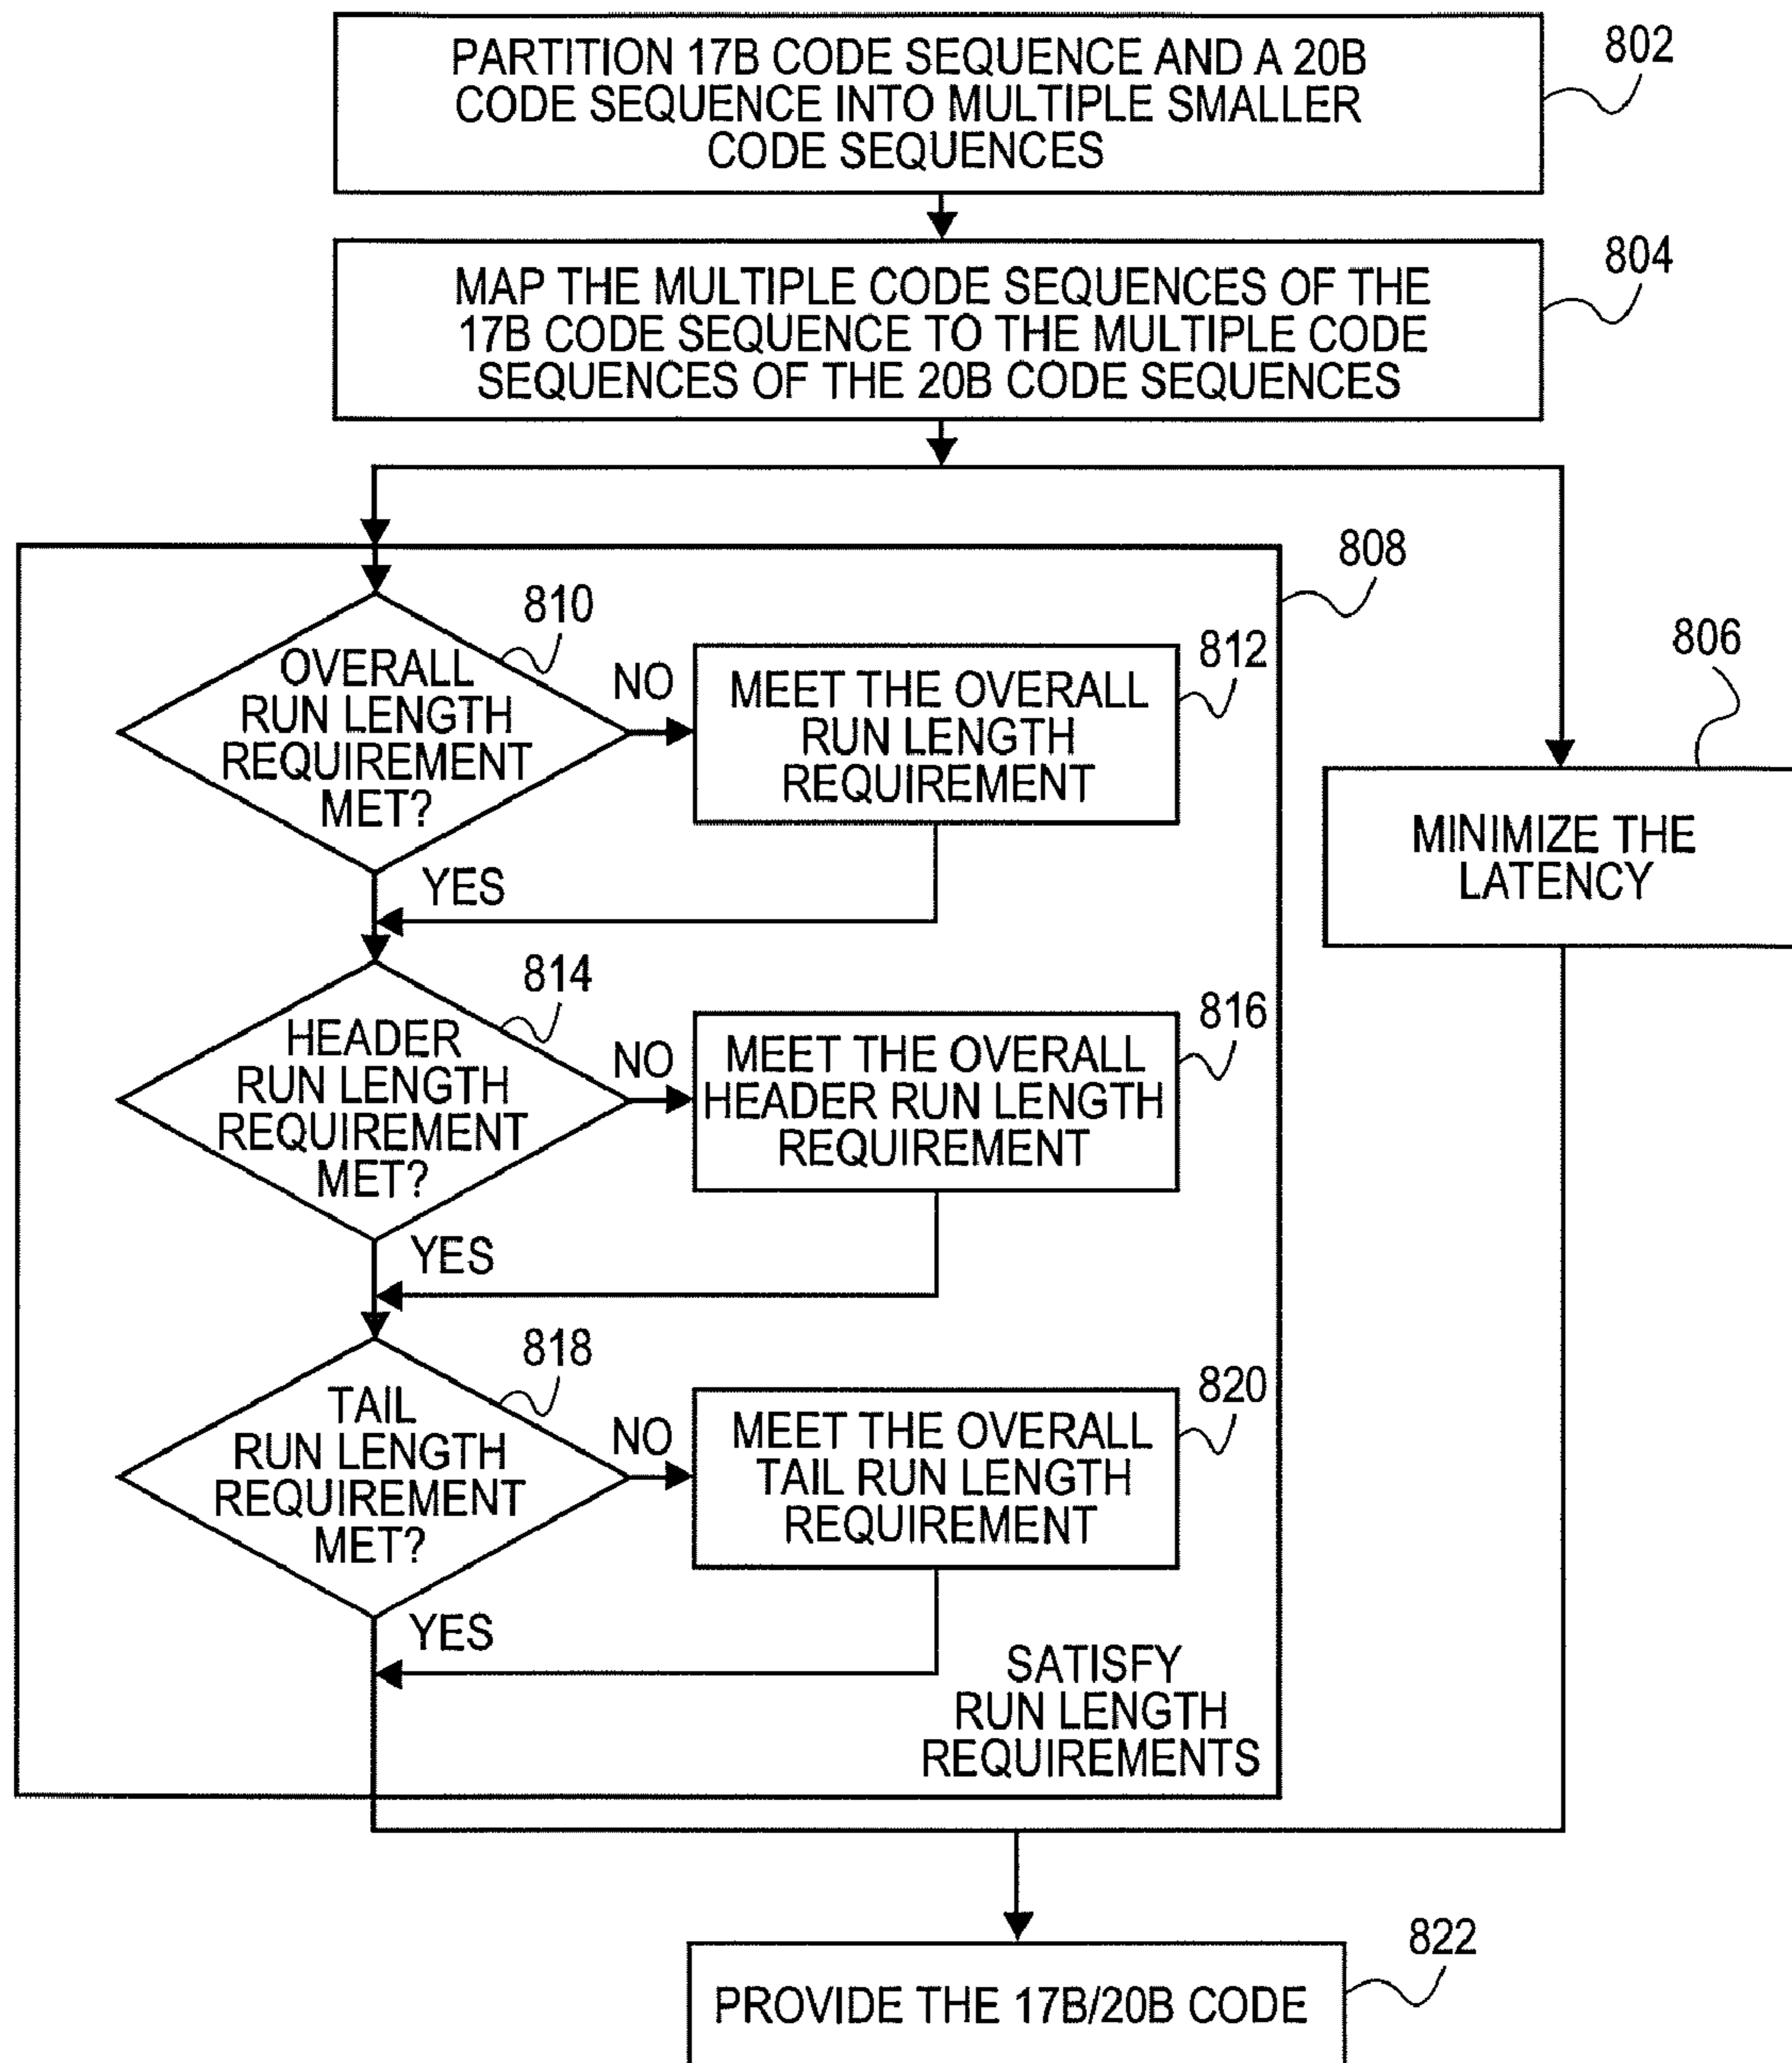 PARTITION 17B CODE SEQUENCE AND A 20B
CODE SEQUENCE INTO MULTIPLE SMALLER
CODE SEQUENCES
802
MAP THE MULTIPLE CODE SEQUENCES OF THE
17B CODE SEQUENCE TO THE MULTIPLE CODE
SEQUENCES OF THE 20B CODE SEQUENCES
804
808
810
OVERALL
RUN LENGTH
REQUIREMENT
MET?
NO
MEET THE OVERALL
RUN LENGTH
REQUIREMENT
812
806
MINIMIZE THE
LATENCY
YES
814
HEADER
RUN LENGTH
REQUIREMENT
MET?
NO
MEET THE OVERALL
HEADER RUN LENGTH
REQUIREMENT
816
YES
818
TAIL
RUN LENGTH
REQUIREMENT
MET?
NO
MEET THE OVERALL
TAIL RUN LENGTH
REQUIREMENT
820
YES
SATISFY
RUN LENGTH
REQUIREMENTS
822
PROVIDE THE 17B/20B CODE